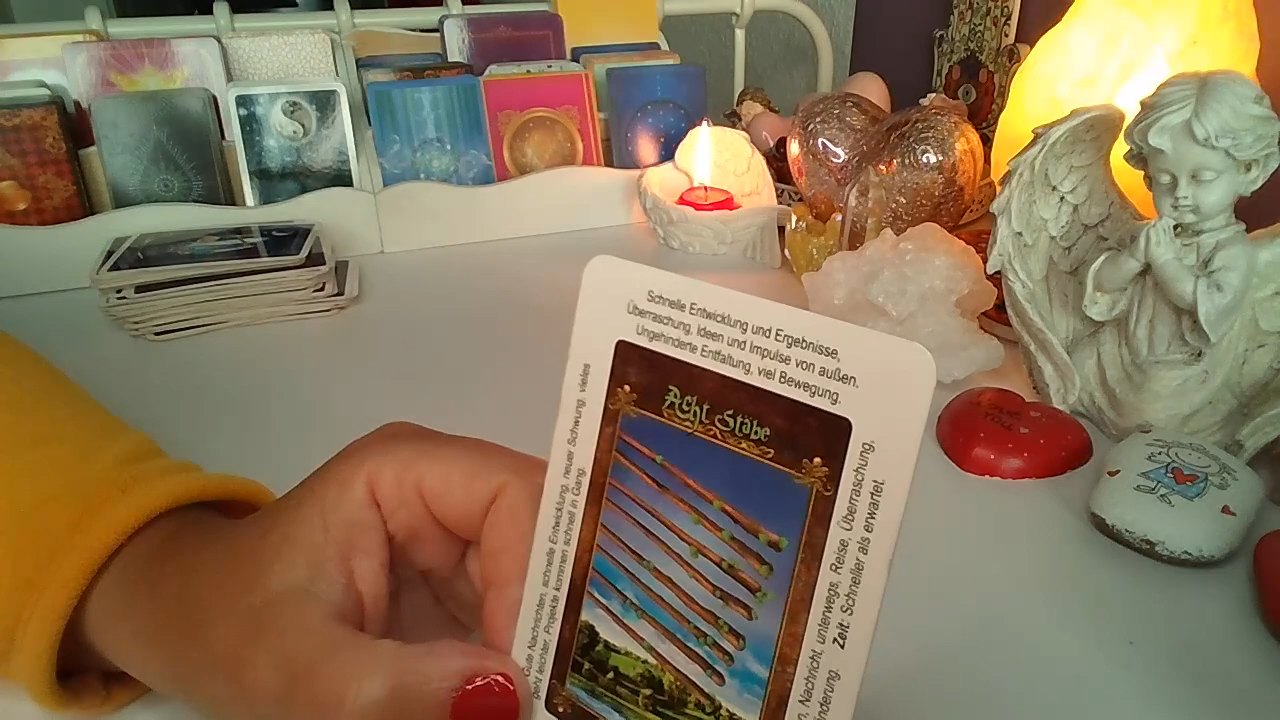 Schnelle Entwicklung und Ergebnisse,
Überraschung, Ideen und Impulse von außen.
Ungehinderte Entfaltung, viel Bewegung,
Acht Stäbe
Gute Nachrichten, schnelle Entwicklung, neuer Schwung, vieles
geht leichter, Projekte kommen schnell in Gang.
Nachricht, unterwegs, Reise, Überraschung,
Zeit: Schneller als erwartet.
YOU